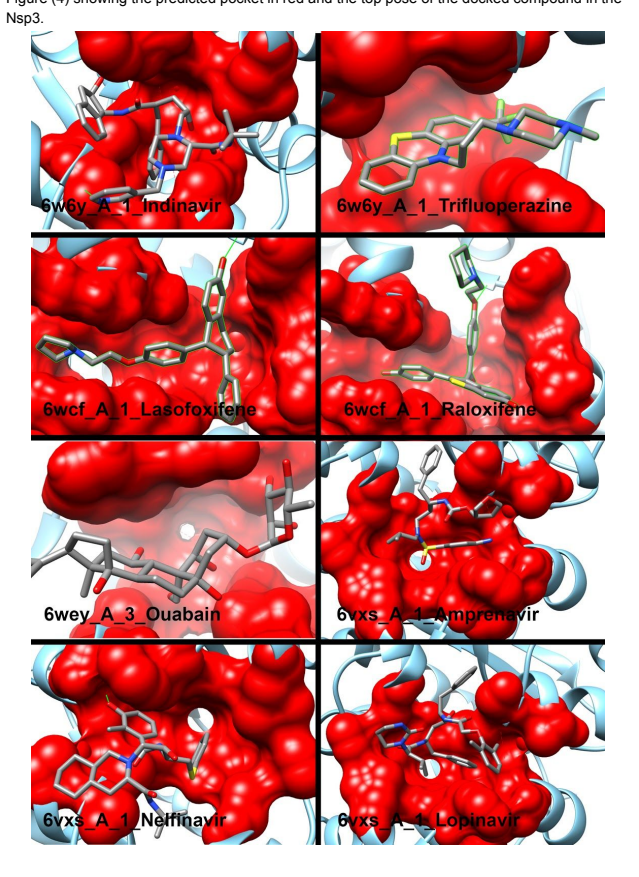 Figure (4) showing the predicted pocket in red and the top pose of the docked compound in the
Nsp3.
6w6y_A_1_Indinavir
6w6y_A_1_Trifluoperazine
6wcf_A_1_Lasofoxifene
6wcf_A_1_Raloxifene
6wey_A_3_Ouabain
6vxs_A_1_Amprenavir
6vxs_A_1_Nelfinavir
6vxs_A_1_Lopinavir